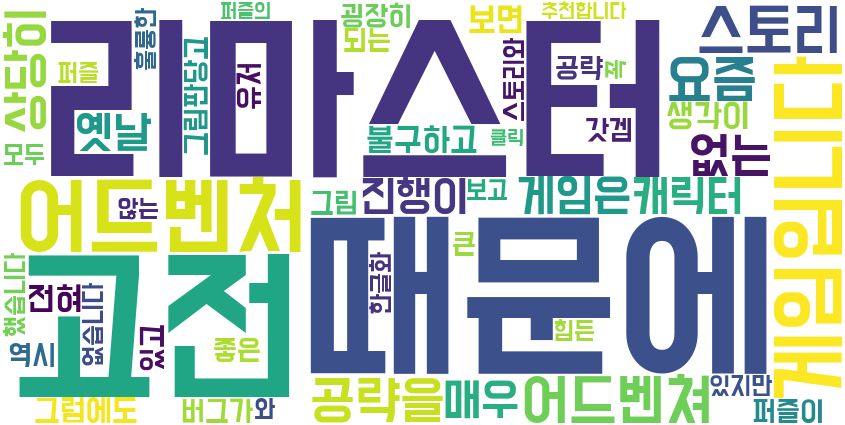 퍼즐의
굉장히
보면
추천합니다
훌륭한
리마스터
되는
스토리
상당히
퍼즐
그림판당고
유저
스토리와
공략
꼭
요즘
게임입니다
옛날
불구하고
클릭
갓겜
생각이
없는
모두
어드벤처
않는
그림
진행이
보고
게임은
캐릭터
고전
때문에
큰
한글화
했습니다
전혀
없습니다
역시
있고
좋은
힘든
그럼에도
버그가
와
공략을
매우
어드벤쳐
있지만
퍼즐이